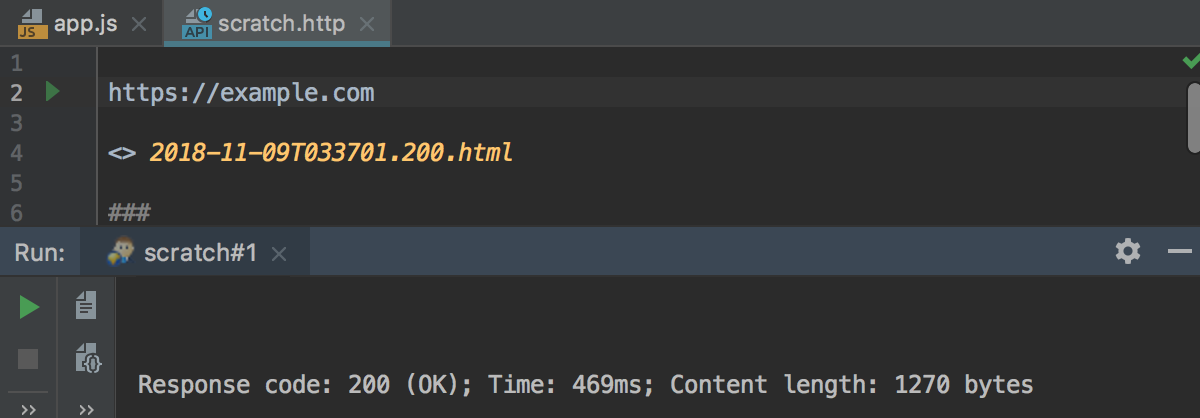 JS app.js × API scratch.http ×
1
2 https://example.com
3
4 <> 2018-11-09T033701.200.html
5
6 ###
Run: scratch#1 ×
Response code: 200 (OK); Time: 469ms; Content length: 1270 bytes
» »